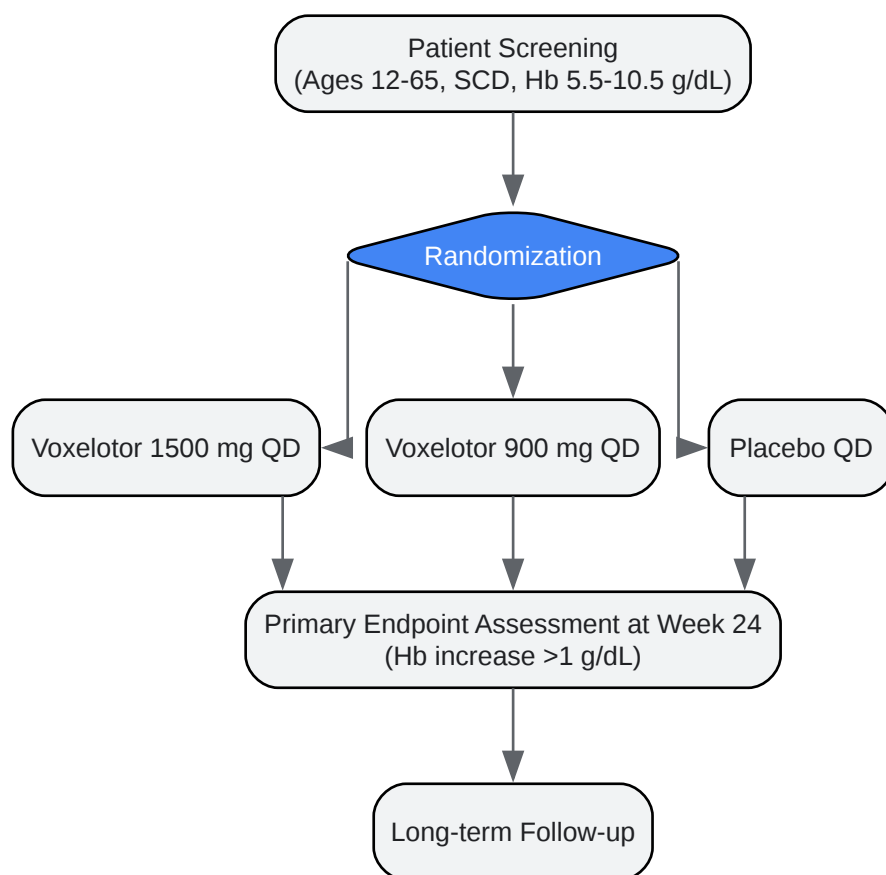 Patient Screening
(Ages 12-65, SCD, Hb 5.5-10.5 g/dL)
Randomization
Voxelotor 1500 mg QD
Voxelotor 900 mg QD
Placebo QD
Primary Endpoint Assessment at Week 24
(Hb increase >1 g/dL)
Long-term Follow-up